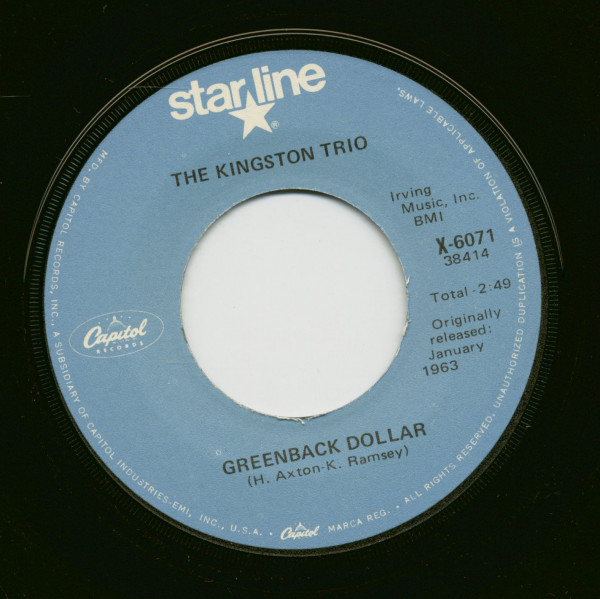 starline
®
THE KINGSTON TRIO
Irving
Music, Inc.
BMI
X-6071
38414
Total - 2:49
Originally
released:
January
1963
Capitol
RECORDS
GREENBACK DOLLAR
(H. Axton-K. Ramsey)
MFD. BY CAPITOL RECORDS, INC., A SUBSIDIARY OF CAPITOL INDUSTRIES-EMI, INC., U.S.A. • Capitol MARCA REG. • ALL RIGHTS RESERVED. UNAUTHORIZED DUPLICATION IS A VIOLATION OF APPLICABLE LAWS.